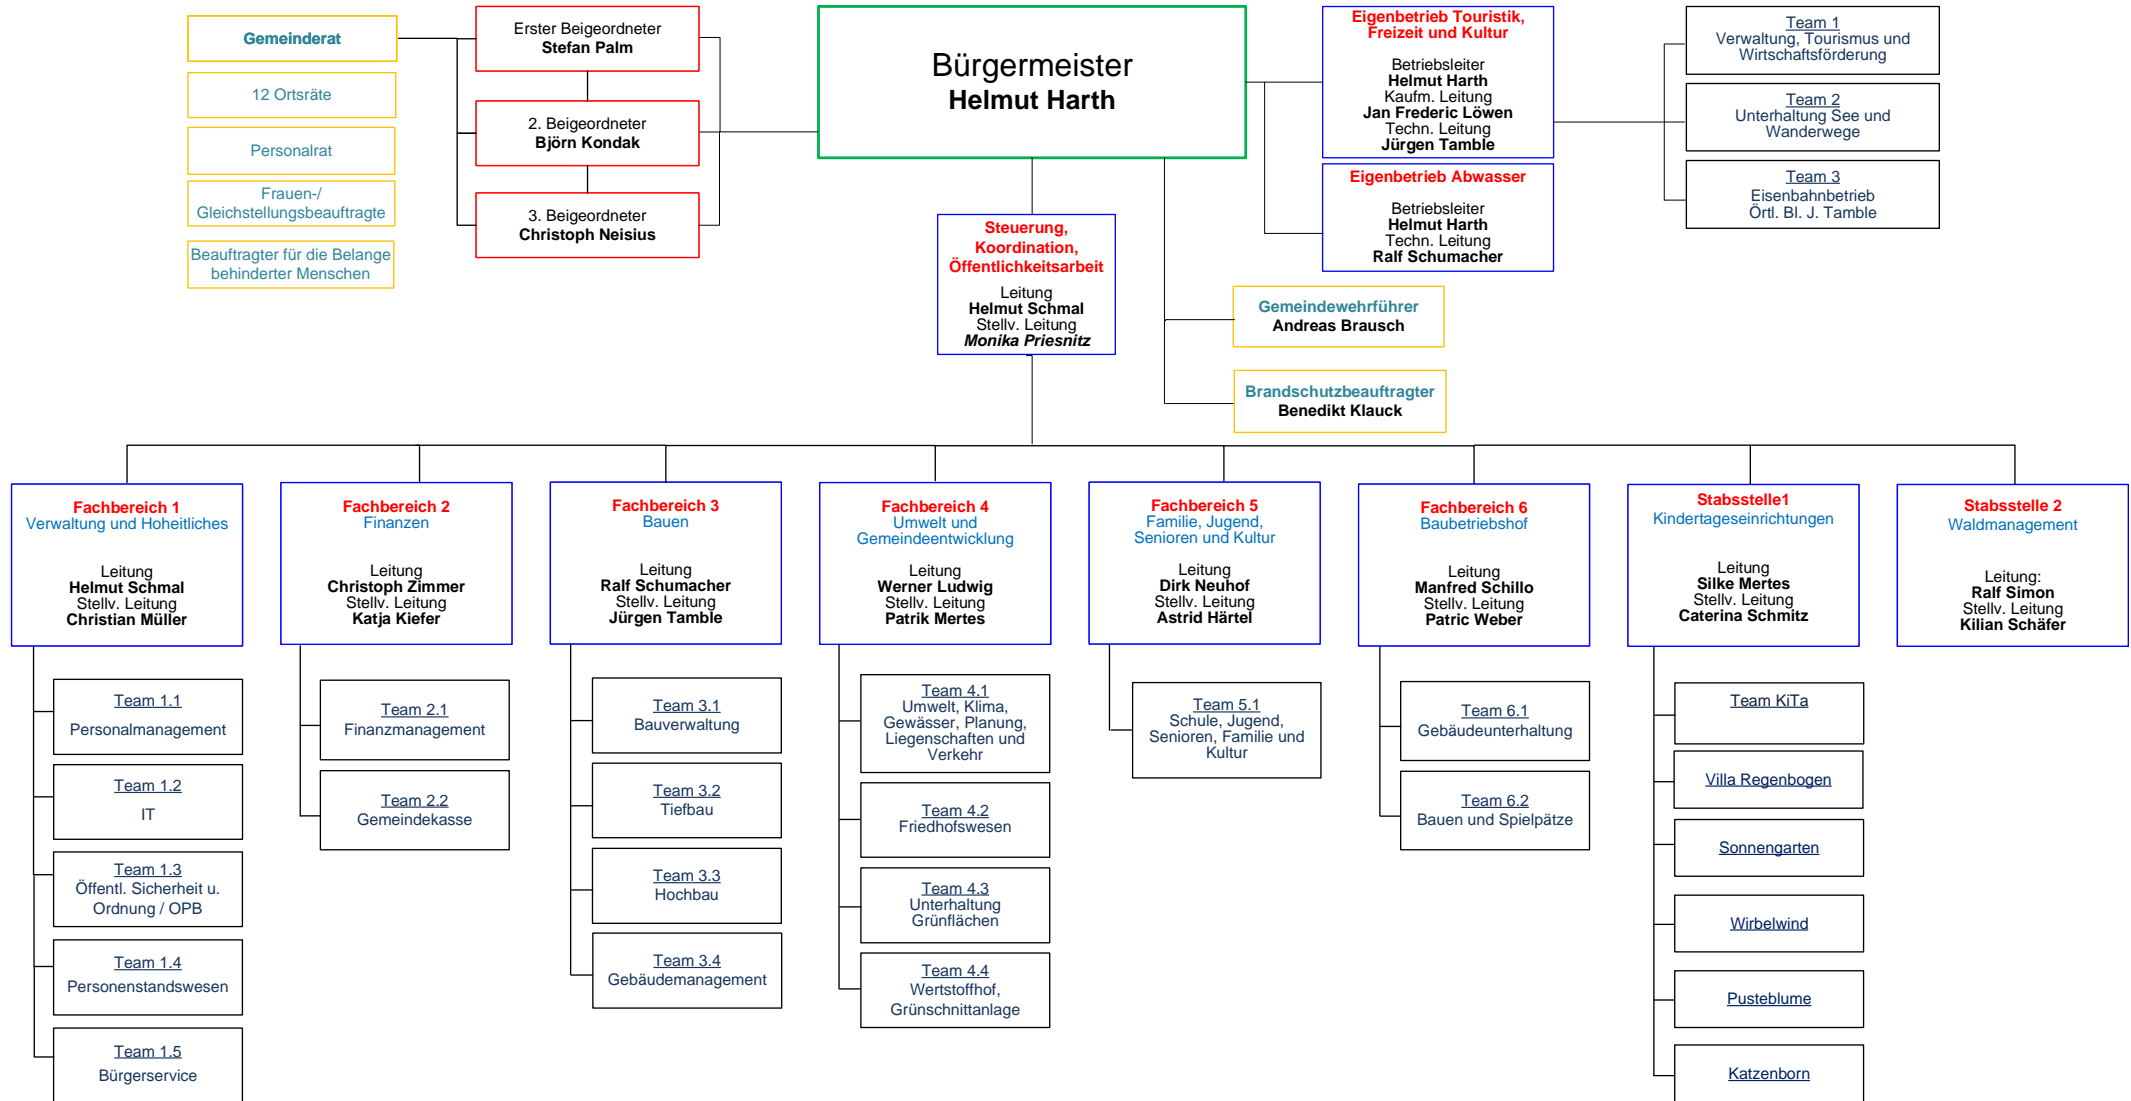 Gemeinderat
12 Ortsräte
Personalrat
Frauen-/
Gleichstellungsbeauftragte
Beauftragter für die Belange
behinderter Menschen
Erster Beigeordneter
Stefan Palm
2. Beigeordneter
Björn Kondak
3. Beigeordneter
Christoph Neisius
Bürgermeister
Helmut Harth
Eigenbetrieb Touristik,
Freizeit und Kultur
Betriebsleiter
Helmut Harth
Kaufm. Leitung
Jan Frederic Löwen
Techn. Leitung
Jürgen Tamble
Eigenbetrieb Abwasser
Betriebsleiter
Helmut Harth
Techn. Leitung
Ralf Schumacher
Team 1
Verwaltung, Tourismus und
Wirtschaftsförderung
Team 2
Unterhaltung See und
Wanderwege
Team 3
Eisenbahnbetrieb
Örtl. Bl. J. Tamble
Steuerung,
Koordination,
Öffentlichkeitsarbeit
Leitung
Helmut Schmal
Stellv. Leitung
Monika Priesnitz
Gemeindewehrführer
Andreas Brausch
Brandschutzbeauftragter
Benedikt Klauck
Fachbereich 1
Verwaltung und Hoheitliches
Leitung
Helmut Schmal
Stellv. Leitung
Christian Müller
Team 1.1
Personalmanagement
Team 1.2
IT
Team 1.3
Öffentl. Sicherheit u.
Ordnung / OPB
Team 1.4
Personenstandswesen
Team 1.5
Bürgerservice
Fachbereich 2
Finanzen
Leitung
Christoph Zimmer
Stellv. Leitung
Katja Kiefer
Team 2.1
Finanzmanagement
Team 2.2
Gemeindekasse
Fachbereich 3
Bauen
Leitung
Ralf Schumacher
Stellv. Leitung
Jürgen Tamble
Team 3.1
Bauverwaltung
Team 3.2
Tiefbau
Team 3.3
Hochbau
Team 3.4
Gebäudemanagement
Fachbereich 4
Umwelt und
Gemeindeentwicklung
Leitung
Werner Ludwig
Stellv. Leitung
Patrik Mertes
Team 4.1
Umwelt, Klima,
Gewässer, Planung,
Liegenschaften und
Verkehr
Team 4.2
Friedhofswesen
Team 4.3
Unterhaltung
Grünflächen
Team 4.4
Wertstoffhof,
Grünschnittanlage
Fachbereich 5
Familie, Jugend,
Senioren und Kultur
Leitung
Dirk Neuhof
Stellv. Leitung
Astrid Härtel
Team 5.1
Schule, Jugend,
Senioren, Familie und
Kultur
Fachbereich 6
Baubetriebshof
Leitung
Manfred Schillo
Stellv. Leitung
Patric Weber
Team 6.1
Gebäudeunterhaltung
Team 6.2
Bauen und Spielpätze
Stabsstelle1
Kindertageseinrichtungen
Leitung
Silke Mertes
Stellv. Leitung
Caterina Schmitz
Team KiTa
Villa Regenbogen
Sonnengarten
Wirbelwind
Pusteblume
Katzenborn
Stabsstelle 2
Waldmanagement
Leitung:
Ralf Simon
Stellv. Leitung
Kilian Schäfer